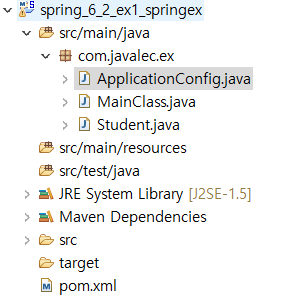 spring_6_2_ex1_springex
src/main/java
com.javalec.ex
ApplicationConfig.java
MainClass.java
Student.java
src/main/resources
src/test/java
JRE System Library [J2SE-1.5]
Maven Dependencies
src
target
pom.xml